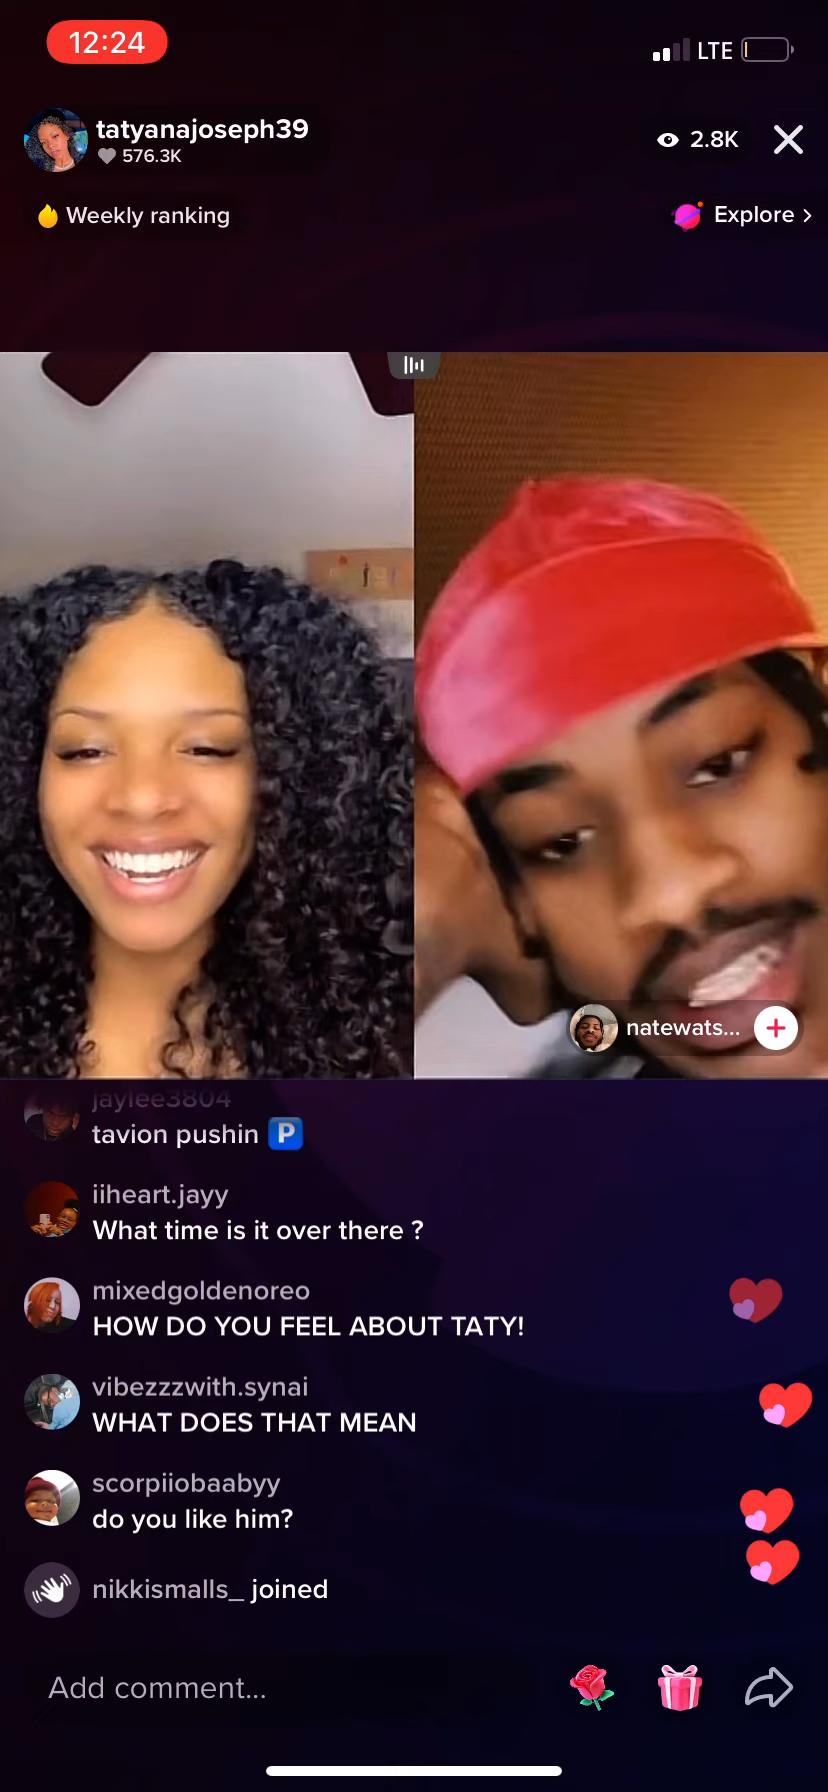 12:24
LTE
tatyanajoseph39
576.3K
2.8K
Weekly ranking
Explore >
natewats...
jaylee3804
tavion pushin 🅿️
iiheart.jayy
What time is it over there ?
mixedgoldenoreo
HOW DO YOU FEEL ABOUT TATY!
vibezzzwith.synai
WHAT DOES THAT MEAN
scorpiiobaabyy
do you like him?
nikkismalls_ joined
Add comment...